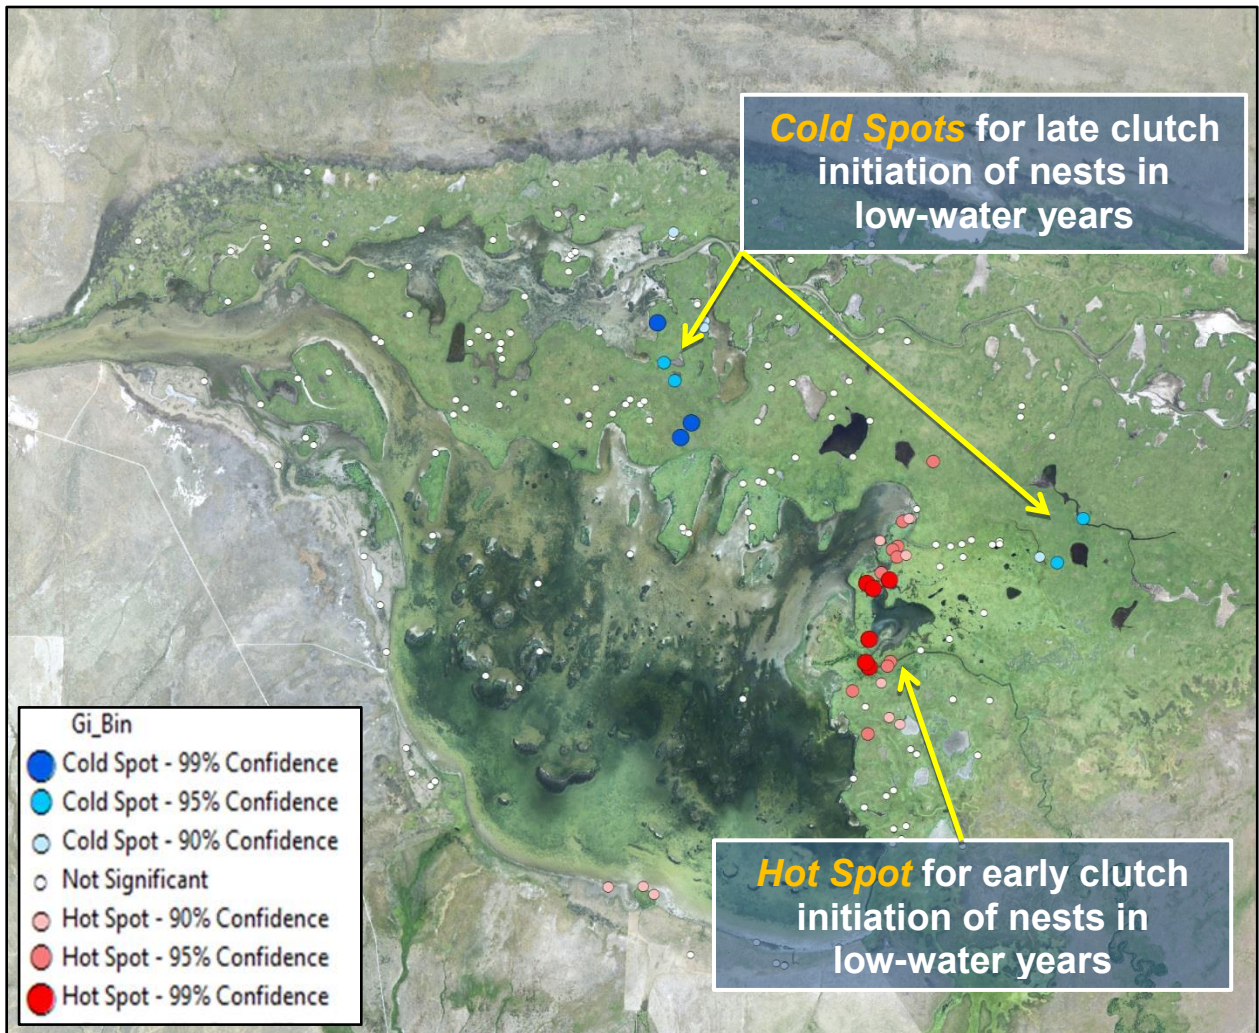 Cold Spots for late clutch
initiation of nests in
low-water years
Gi_Bin
Cold Spot - 99% Confidence
Cold Spot - 95% Confidence
Cold Spot - 90% Confidence
Not Significant
Hot Spot - 90% Confidence
Hot Spot - 95% Confidence
Hot Spot - 99% Confidence
Hot Spot for early clutch
initiation of nests in
low-water years